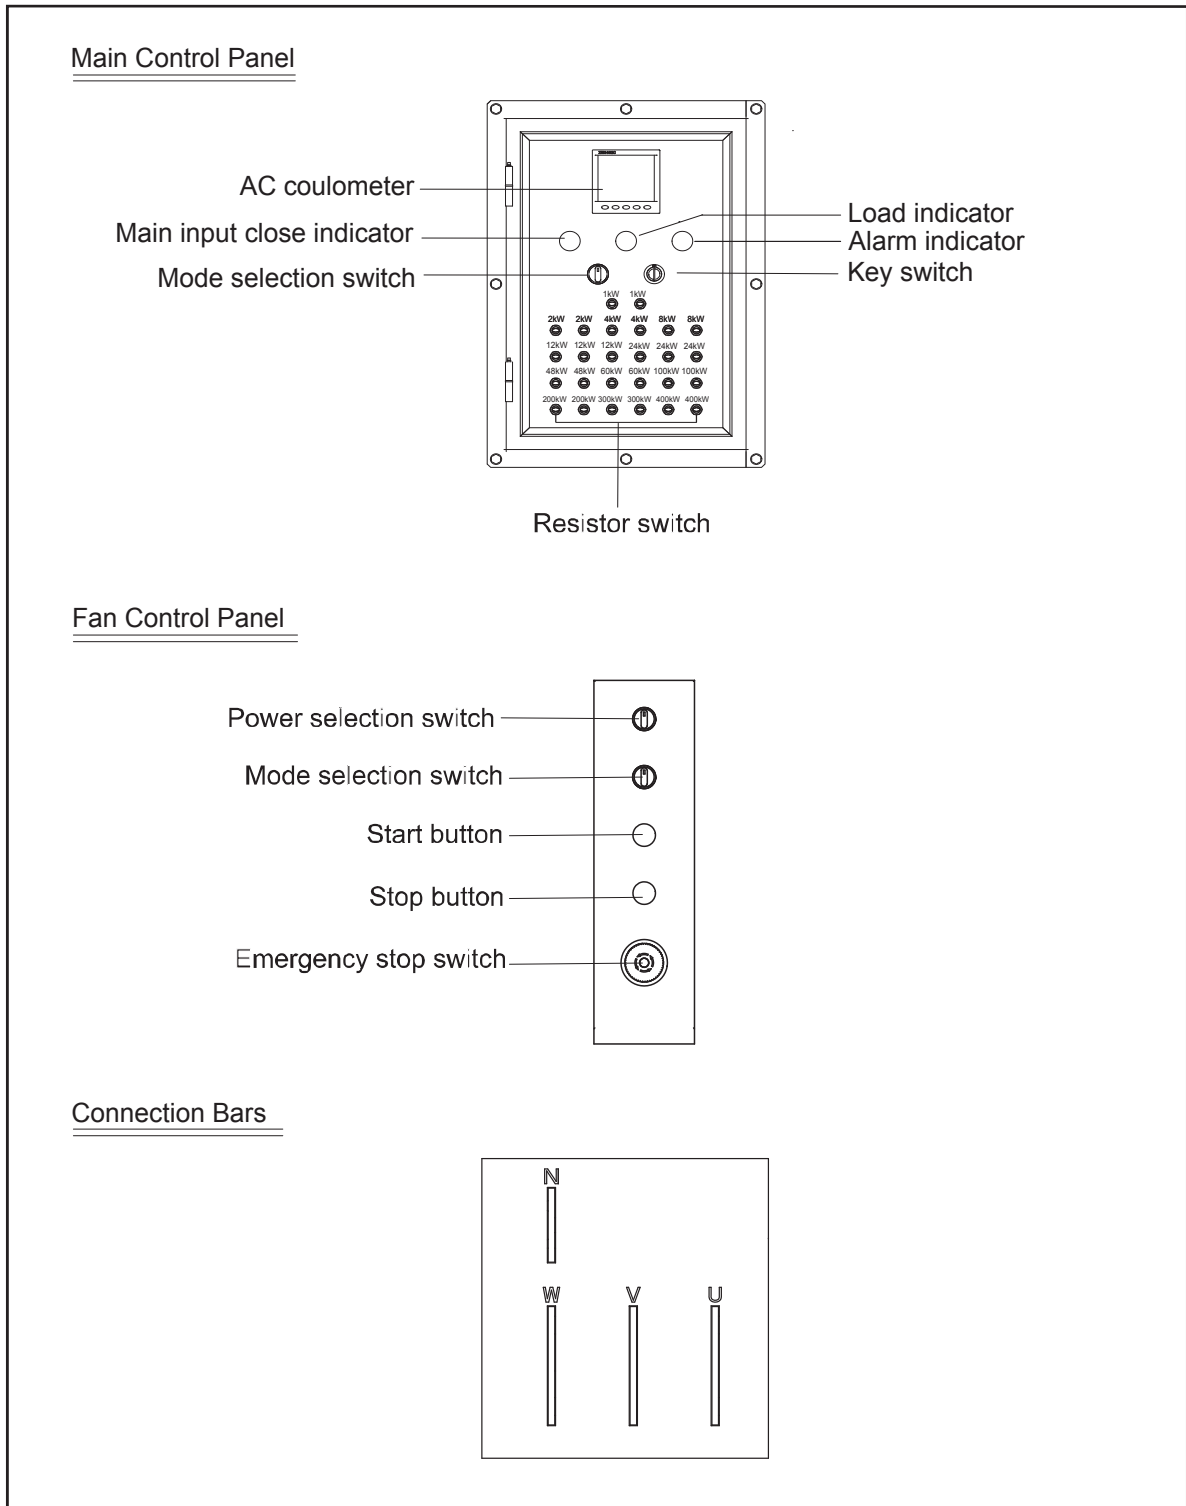 Main Control Panel
AC coulometer
Main input close indicator
Mode selection switch
Load indicator
Alarm indicator
Key switch
1kW 1kW
2kW 2kW 4kW 4kW 8kW 8kW
12kW 12kW 12kW 24kW 24kW 24kW
48kW 48kW 60kW 60kW 100kW 100kW
200kW 200kW 300kW 300kW 400kW 400kW
Resistor switch
Fan Control Panel
Power selection switch
Mode selection switch
Start button
Stop button
Emergency stop switch
Connection Bars
N
W V U